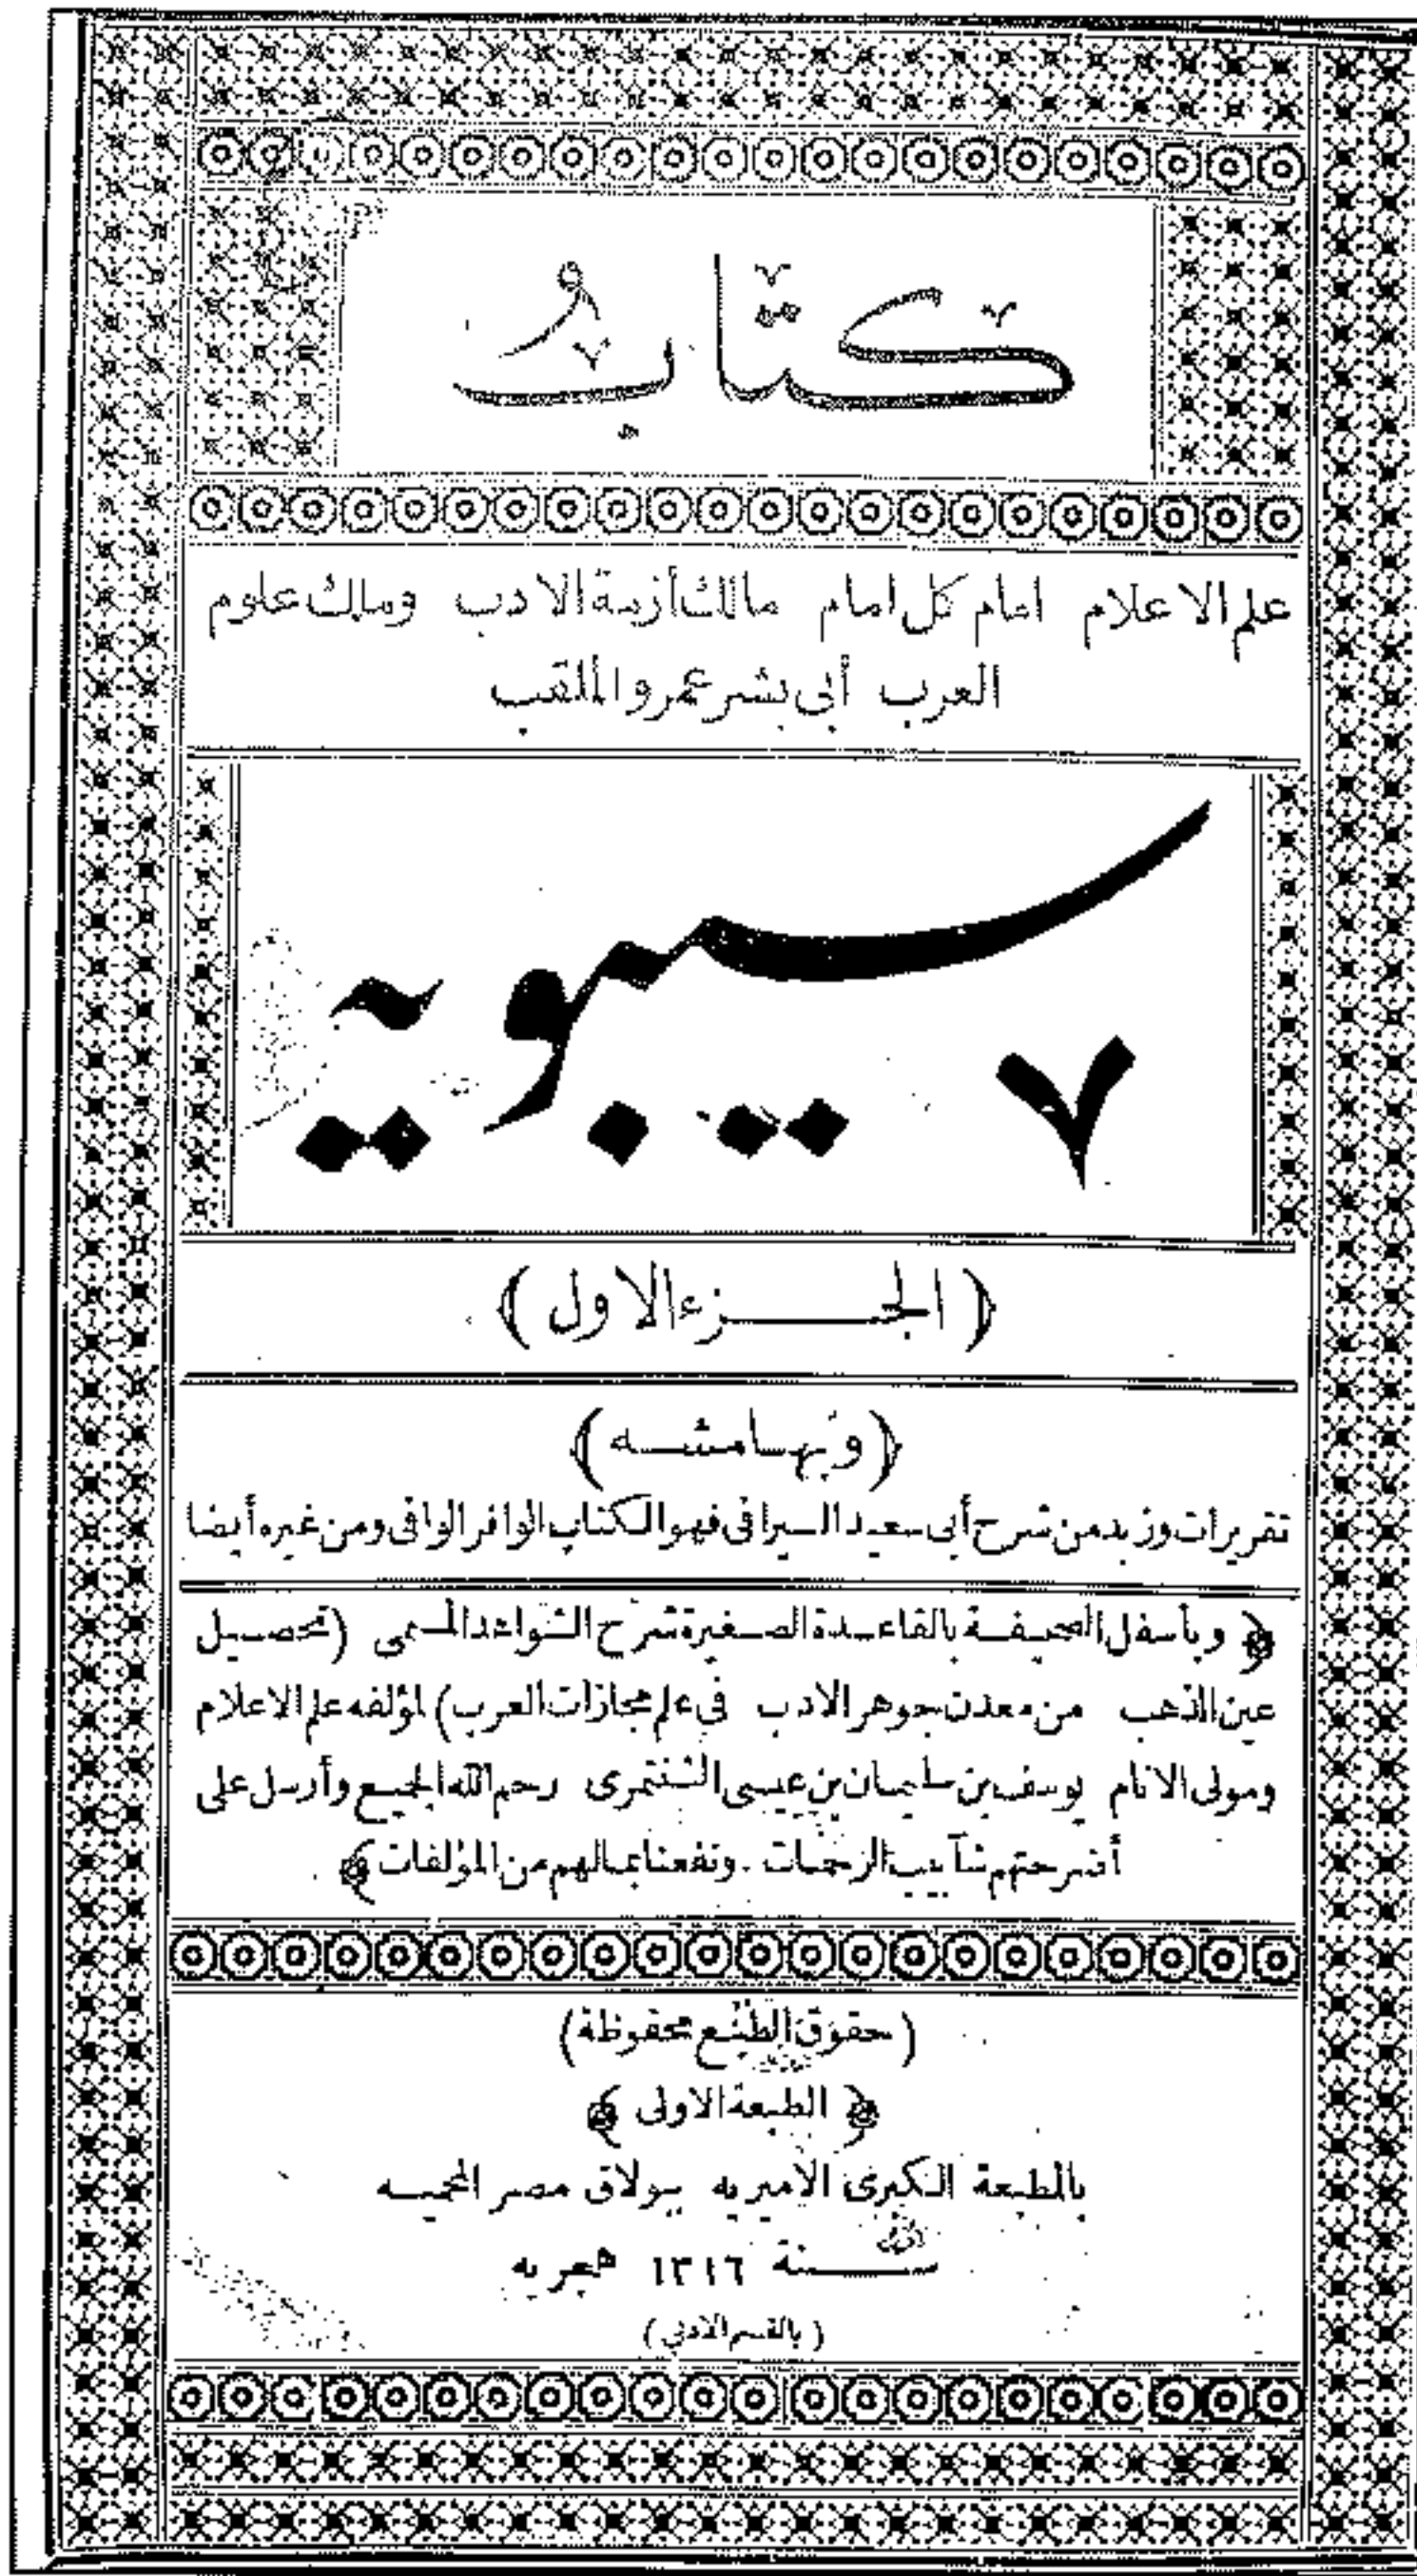 كتابُ
علم الاعلام امام كل امام مالك أزمة الادب وملك علوم
العرب أبي بشر عمرو الملقب
سيبويه
(الجزء الاول)
(وبهامشه)
تقريرات وزبد من شرح أبي سعيد السيرافي فهو الكتاب الوافر الوافي ومن غيره أيضا
﴿ وبأسفل الصحيفة بالقاعدة الصغيرة شرح الشواهد المسمى (تحصيل
عين الذهب من معدن جوهر الادب في علم مجازات العرب) لمؤلفه علم الاعلام
ومولى الانام يوسف بن سليمان بن عيسى الشنتمري رحم الله الجميع وأرسل على
أضرحتهم شآبيب الرحمات . ونفعنا بمالهم من المؤلفات ﴾
(حقوق الطبع محفوظة)
﴿ الطبعة الاولى ﴾
بالمطبعة الكبرى الاميريه ببولاق مصر المحميه
سنة ١٣١٦ هجريه
(بالقسم الادبي)